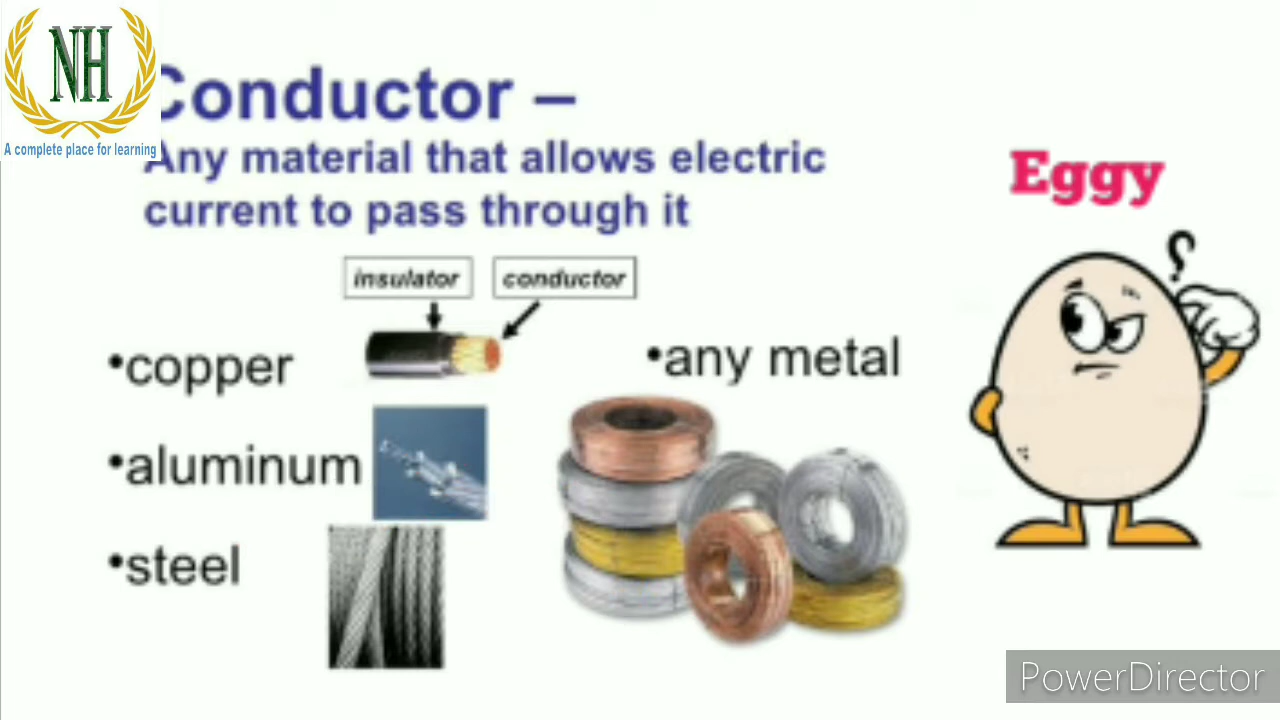 NH
A complete place for learning
Conductor –
Any material that allows electric
current to pass through it
Eggy
?
insulator
conductor
•copper
•any metal
•aluminum
•steel
PowerDirector